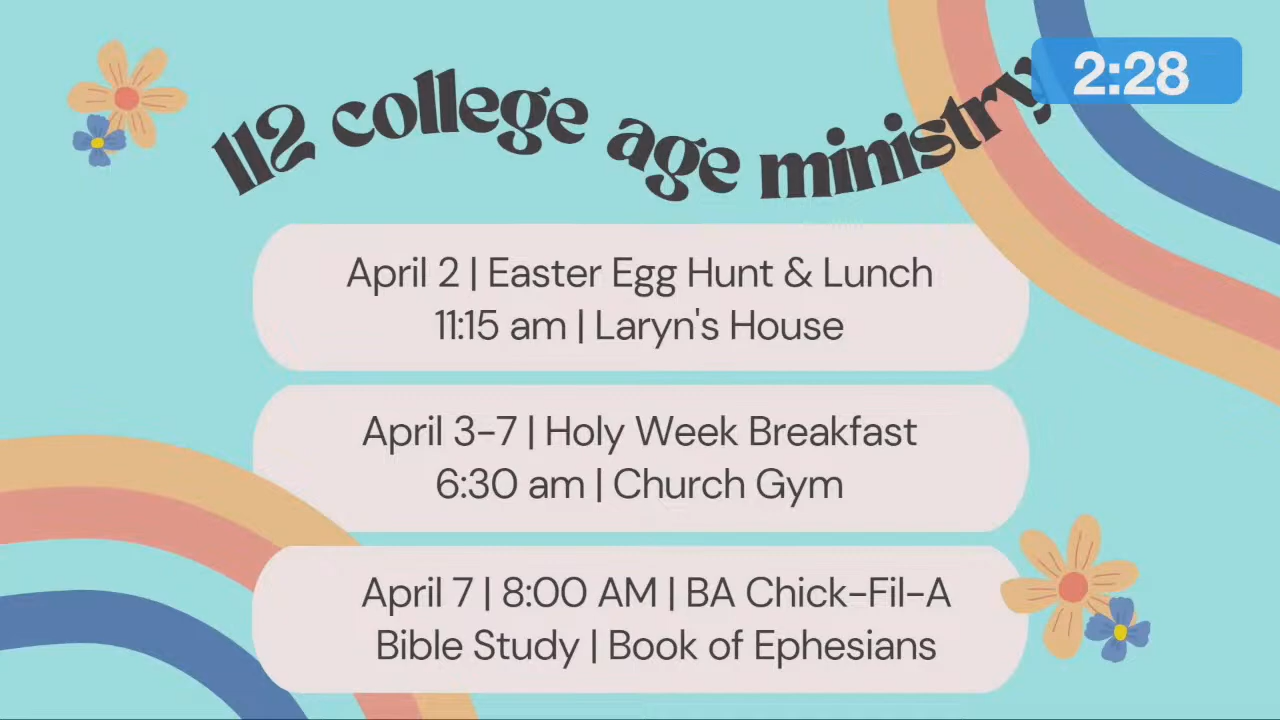 112 college age ministry
2:28
April 2 | Easter Egg Hunt & Lunch
11:15 am | Laryn's House
April 3-7 | Holy Week Breakfast
6:30 am | Church Gym
April 7 | 8:00 AM | BA Chick-Fil-A
Bible Study | Book of Ephesians